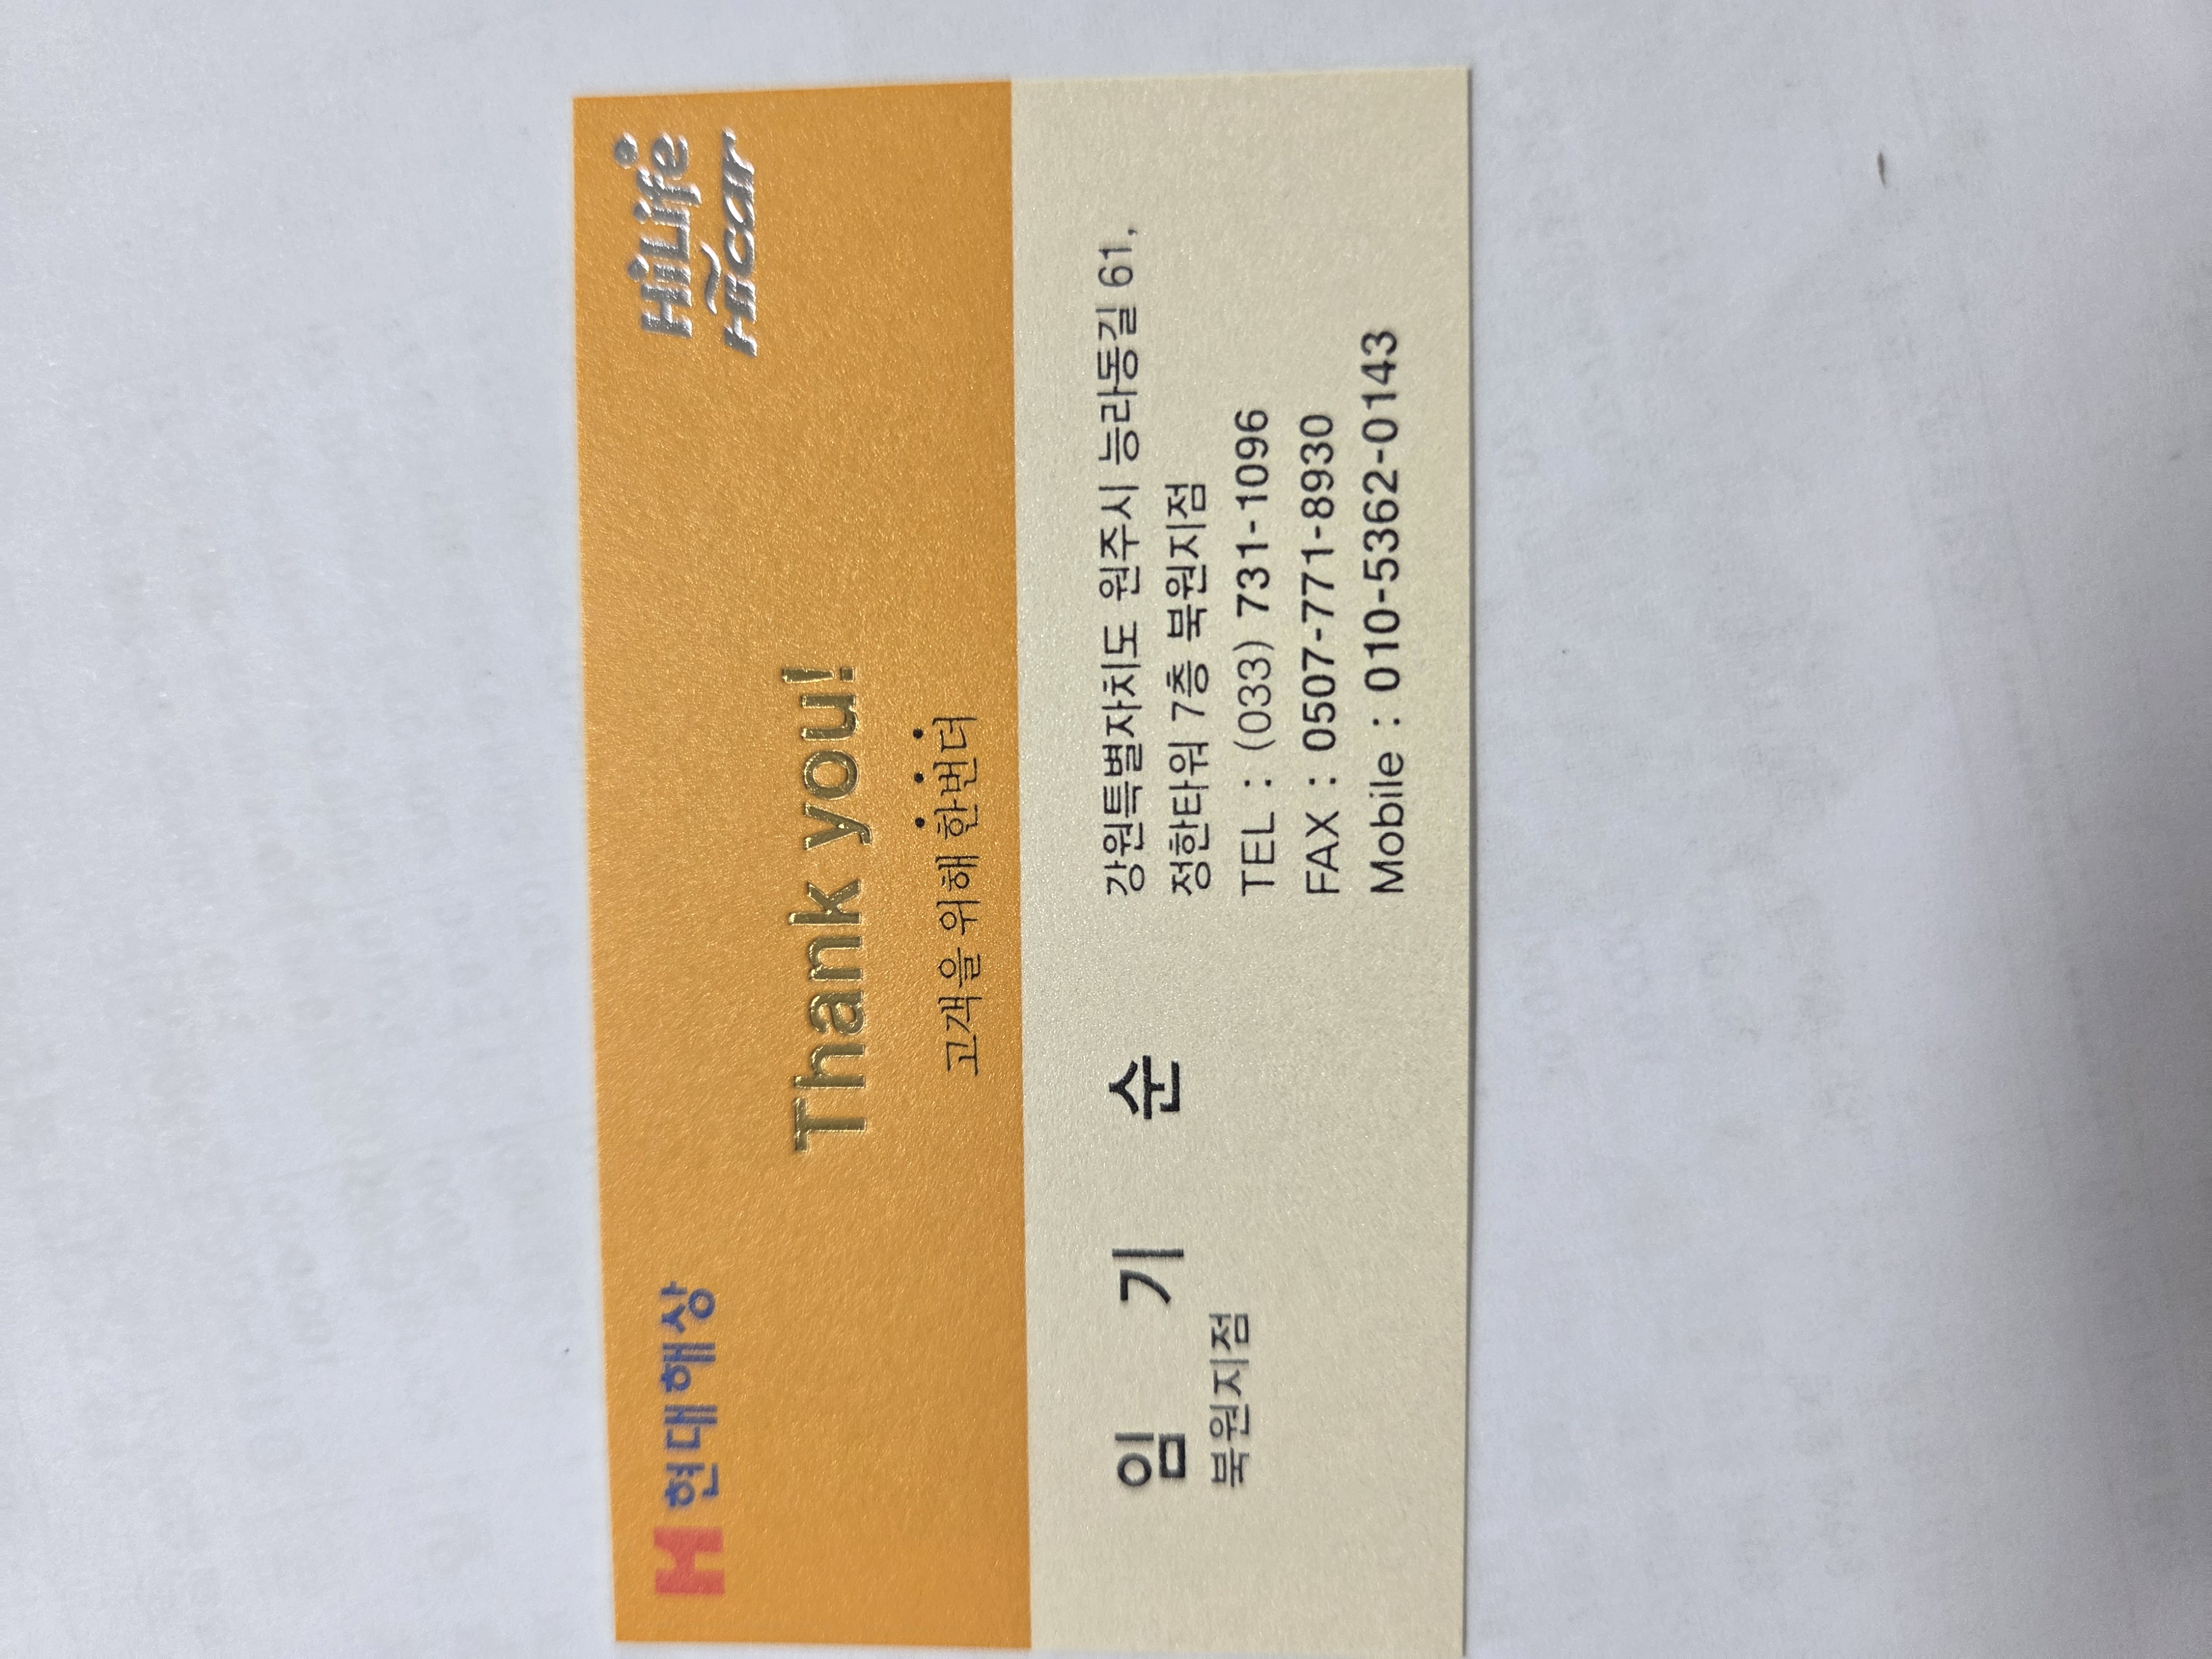 H 현대해상
HiLife
Hicar
Thank you!
고객을 위해 한번더
임 기 순
북원지점
강원특별자치도 원주시 능라동길 61,
정한타워 7층 북원지점
TEL : (033) 731-1096
FAX : 0507-771-8930
Mobile : 010-5362-0143